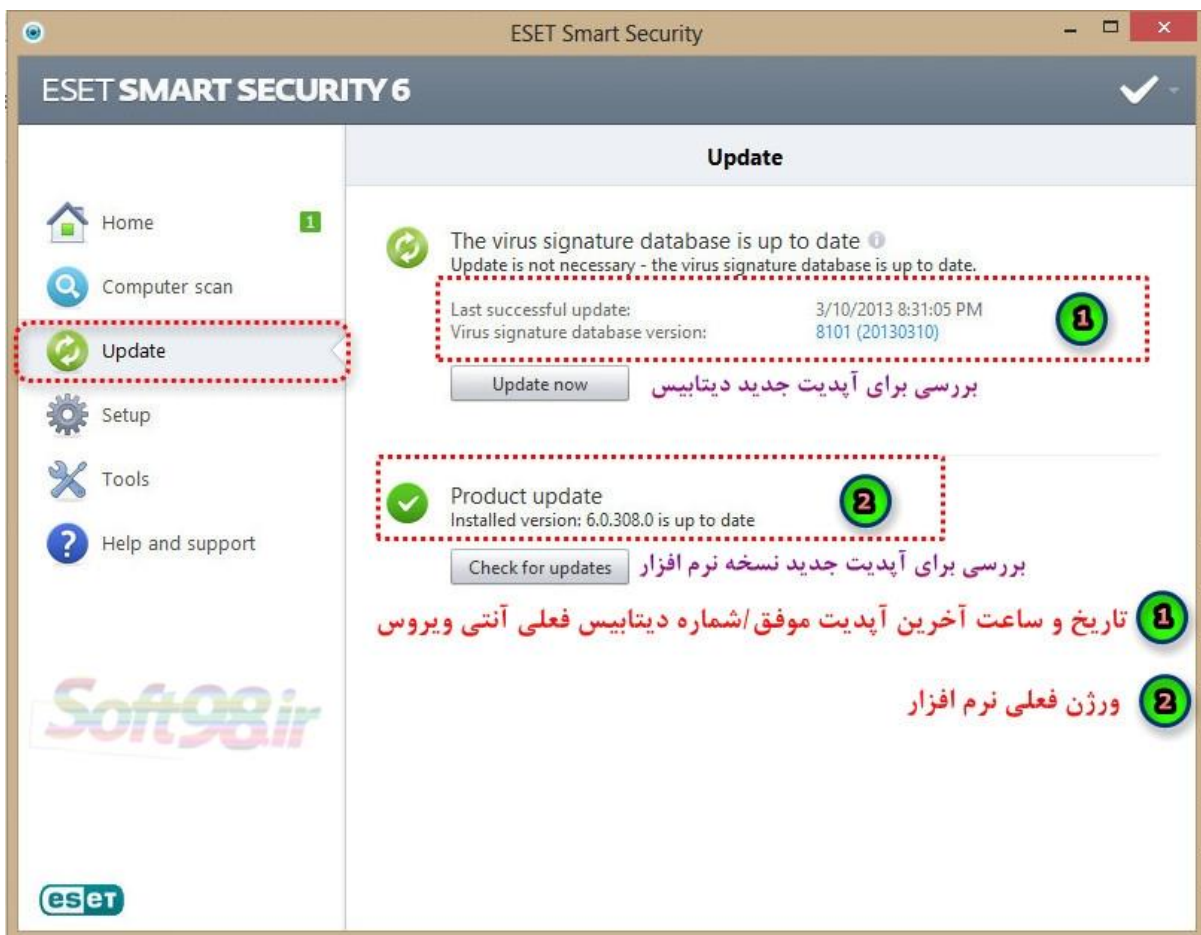 ESET Smart Security
ESET SMART SECURITY 6
Update
Home 1
Computer scan
Update
Setup
Tools
Help and support
The virus signature database is up to date
Update is not necessary - the virus signature database is up to date.
Last successful update: 3/10/2013 8:31:05 PM
Virus signature database version: 8101 (20130310)
1
Update now
بررسی برای آپدیت جدید دیتابیس
Product update
Installed version: 6.0.308.0 is up to date
2
Check for updates
بررسی برای آپدیت جدید نسخه نرم افزار
1 تاریخ و ساعت آخرین آپدیت موفق/شماره دیتابیس فعلی آنتی ویروس
2 ورژن فعلی نرم افزار
Soft98.ir
eset